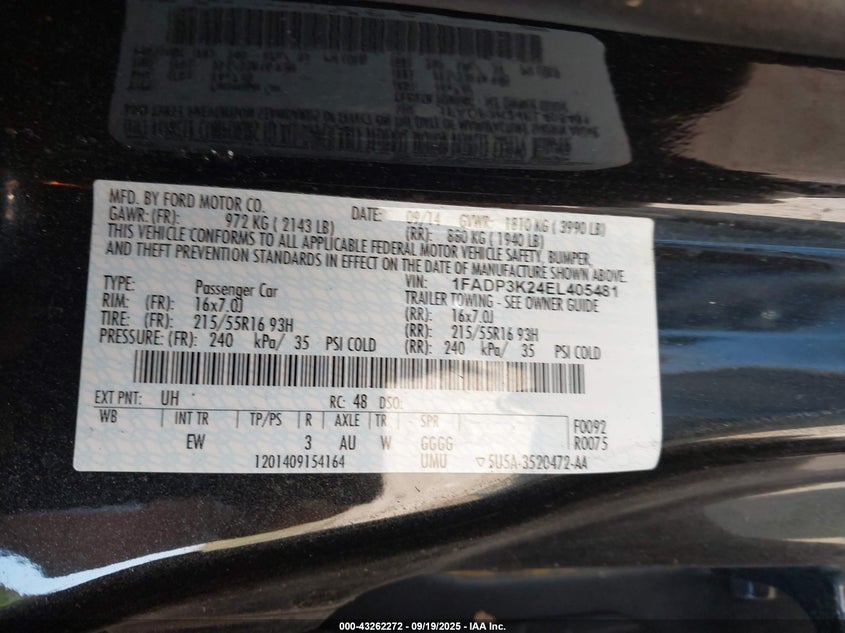 MFD. BY FORD MOTOR CO. DATE: 09/14 GVWR: 1810 KG ( 3990 LB)
GAWR: (FR): 972 KG ( 2143 LB) (RR): 880 KG ( 1940 LB)
THIS VEHICLE CONFORMS TO ALL APPLICABLE FEDERAL MOTOR VEHICLE SAFETY, BUMPER,
AND THEFT PREVENTION STANDARDS IN EFFECT ON THE DATE OF MANUFACTURE SHOWN ABOVE.
VIN: 1FADP3K24EL405481
TYPE: Passenger Car TRAILER TOWING - SEE OWNER GUIDE
RIM: (FR): 16x7.0J (RR): 16x7.0J
TIRE: (FR): 215/55R16 93H (RR): 215/55R16 93H
PRESSURE: (FR): 240 kPa/ 35 PSI COLD (RR): 240 kPa/ 35 PSI COLD
EXT PNT: UH RC: 48 DSO:
WB INT TR TP/PS R AXLE TR SPR F0092
EW 3 AU W GGGG R0075
1201409154164 UMU ▽5U5A-3520472-AA
000-43262272 - 09/19/2025 - IAA Inc.